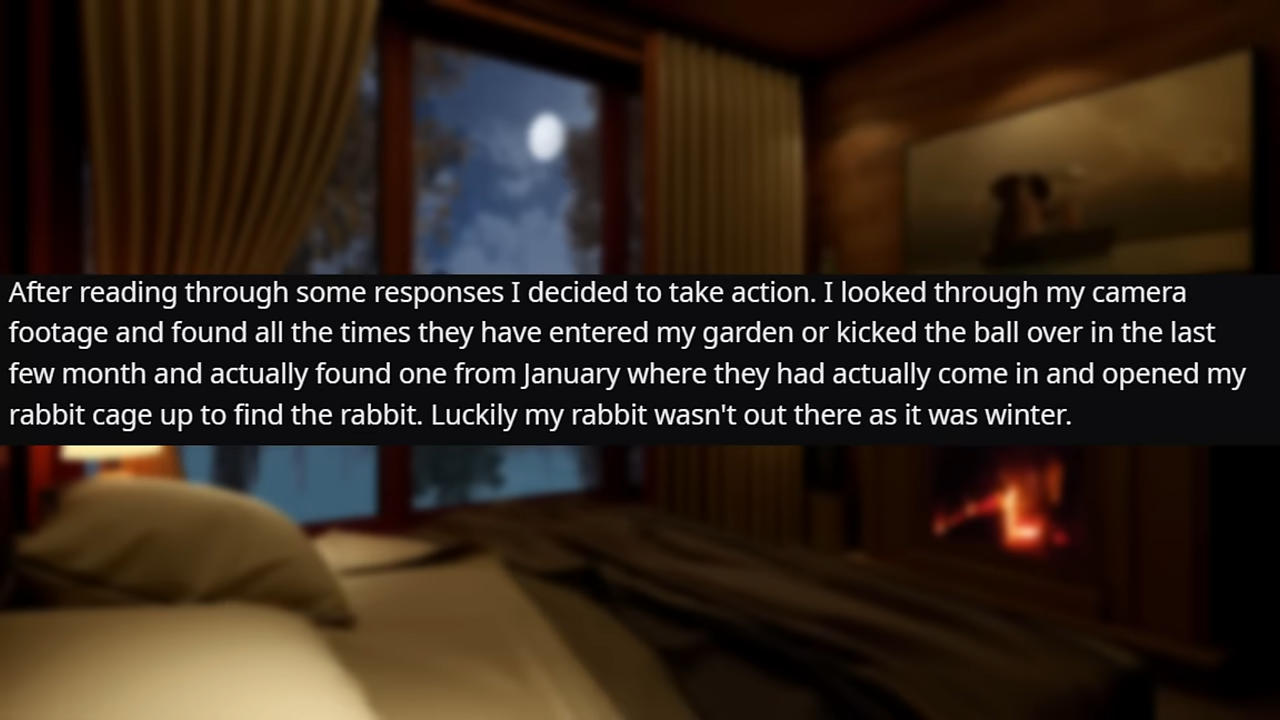 After reading through some responses I decided to take action. I looked through my camera
footage and found all the times they have entered my garden or kicked the ball over in the last
few month and actually found one from January where they had actually come in and opened my
rabbit cage up to find the rabbit. Luckily my rabbit wasn't out there as it was winter.